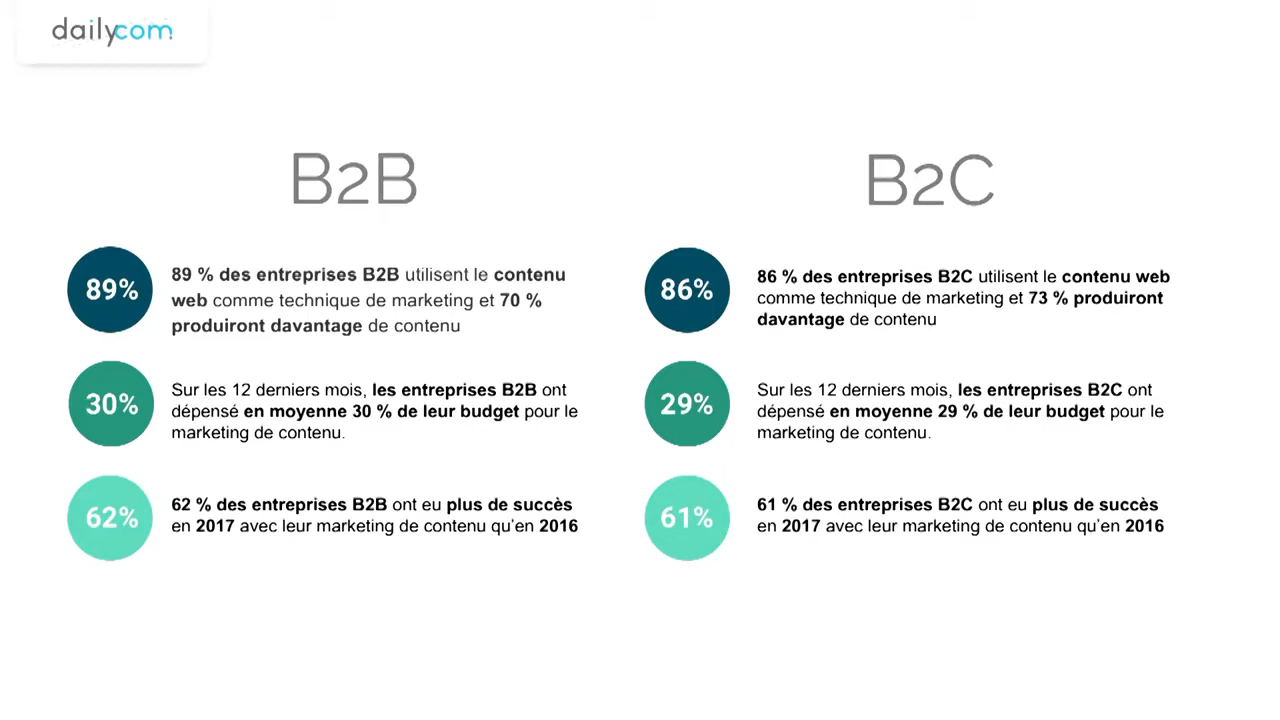 dailycom.
B2B
89%
89 % des entreprises B2B utilisent le contenu
web comme technique de marketing et 70 %
produiront davantage de contenu
30%
Sur les 12 derniers mois, les entreprises B2B ont
dépensé en moyenne 30 % de leur budget pour le
marketing de contenu.
62%
62 % des entreprises B2B ont eu plus de succès
en 2017 avec leur marketing de contenu qu'en 2016
B2C
86%
86 % des entreprises B2C utilisent le contenu web
comme technique de marketing et 73 % produiront
davantage de contenu
29%
Sur les 12 derniers mois, les entreprises B2C ont
dépensé en moyenne 29 % de leur budget pour le
marketing de contenu.
61%
61 % des entreprises B2C ont eu plus de succès
en 2017 avec leur marketing de contenu qu'en 2016